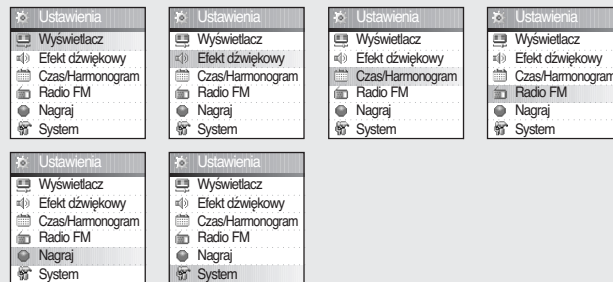 Ustawienia
Wyświetlacz
Efekt dźwiękowy
Czas/Harmonogram
Radio FM
Nagraj
System
Ustawienia
Wyświetlacz
Efekt dźwiękowy
Czas/Harmonogram
Radio FM
Nagraj
System
Ustawienia
Wyświetlacz
Efekt dźwiękowy
Czas/Harmonogram
Radio FM
Nagraj
System
Ustawienia
Wyświetlacz
Efekt dźwiękowy
Czas/Harmonogram
Radio FM
Nagraj
System
Ustawienia
Wyświetlacz
Efekt dźwiękowy
Czas/Harmonogram
Radio FM
Nagraj
System
Ustawienia
Wyświetlacz
Efekt dźwiękowy
Czas/Harmonogram
Radio FM
Nagraj
System